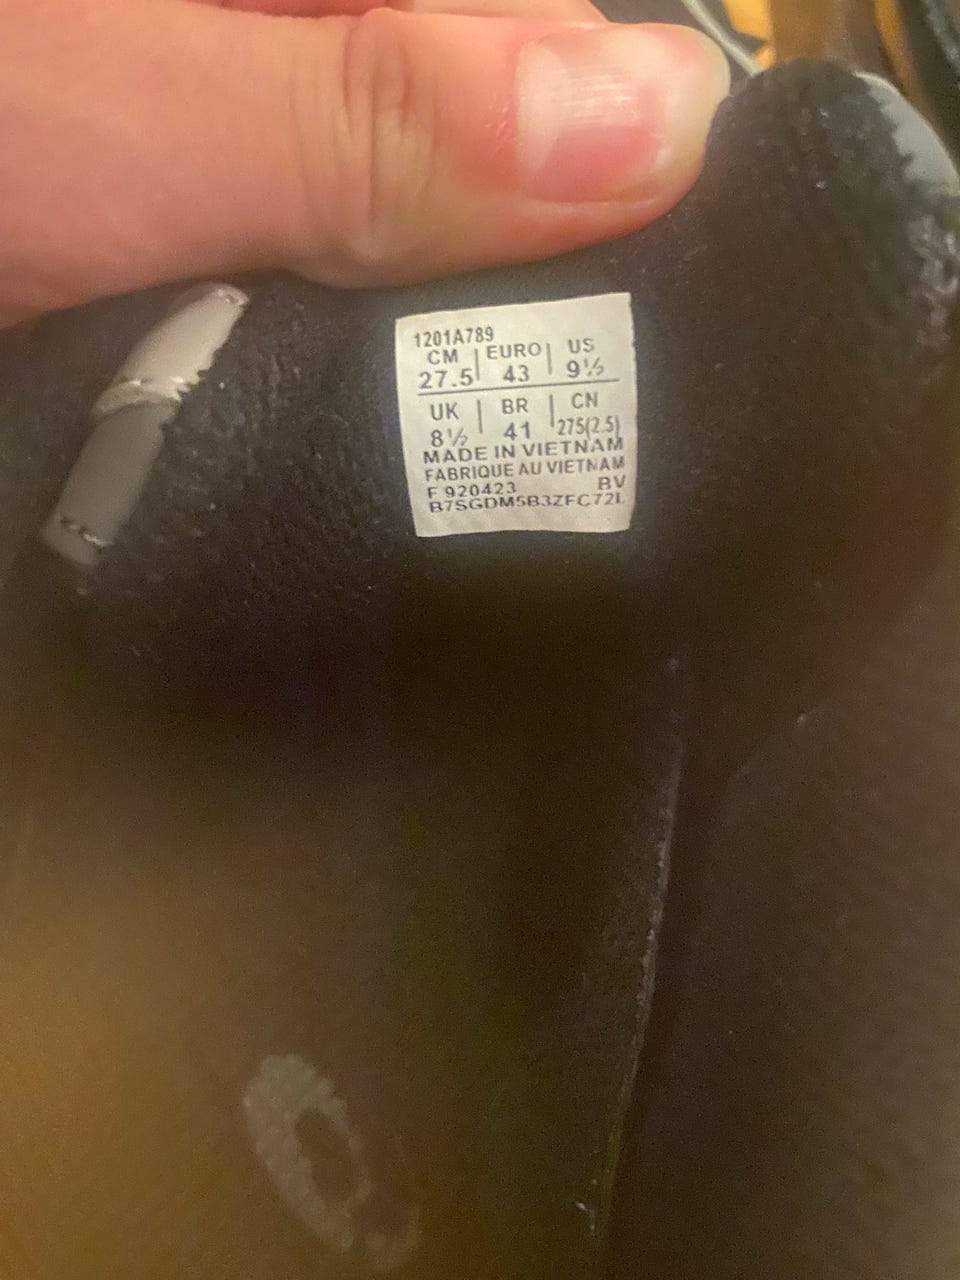 1201A789
CM | EURO | US
27.5 | 43 | 9½
UK | BR | CN
8½ | 41 | 275(2.5)
MADE IN VIETNAM
FABRIQUE AU VIETNAM
F 920423 BV
B7SGDM5B3ZFC72L